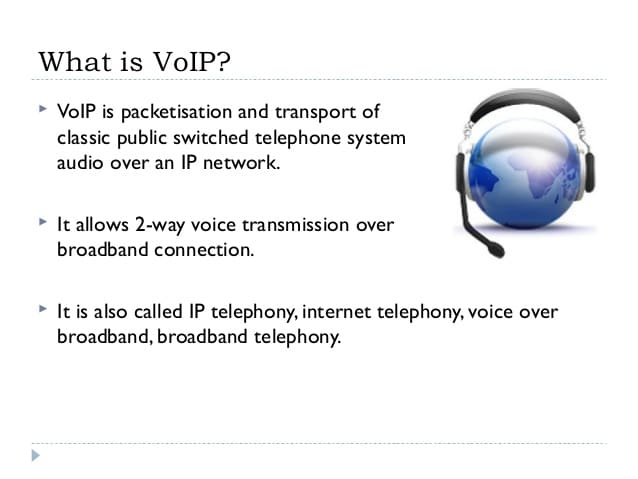 What is VoIP?
VoIP is packetisation and transport of
classic public switched telephone system
audio over an IP network.
It allows 2-way voice transmission over
broadband connection.
It is also called IP telephony, internet telephony, voice over
broadband, broadband telephony.